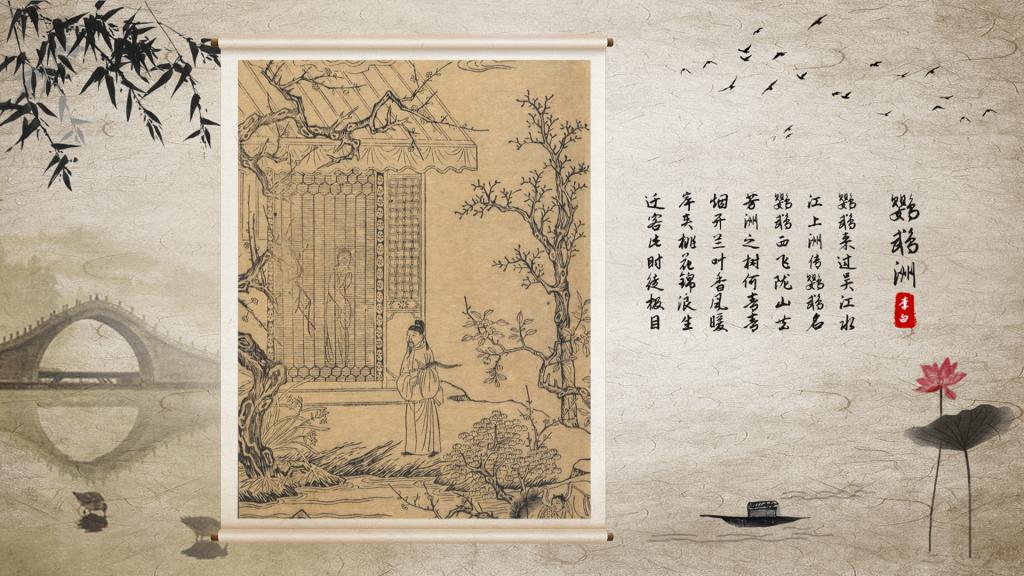 鹦鹉洲
李白
鹦鹉来过吴江水
江上洲传鹦鹉名
鹦鹉西飞陇山去
芳洲之树何青青
烟开兰叶香风暖
岸夹桃花锦浪生
迁客此时徒极目